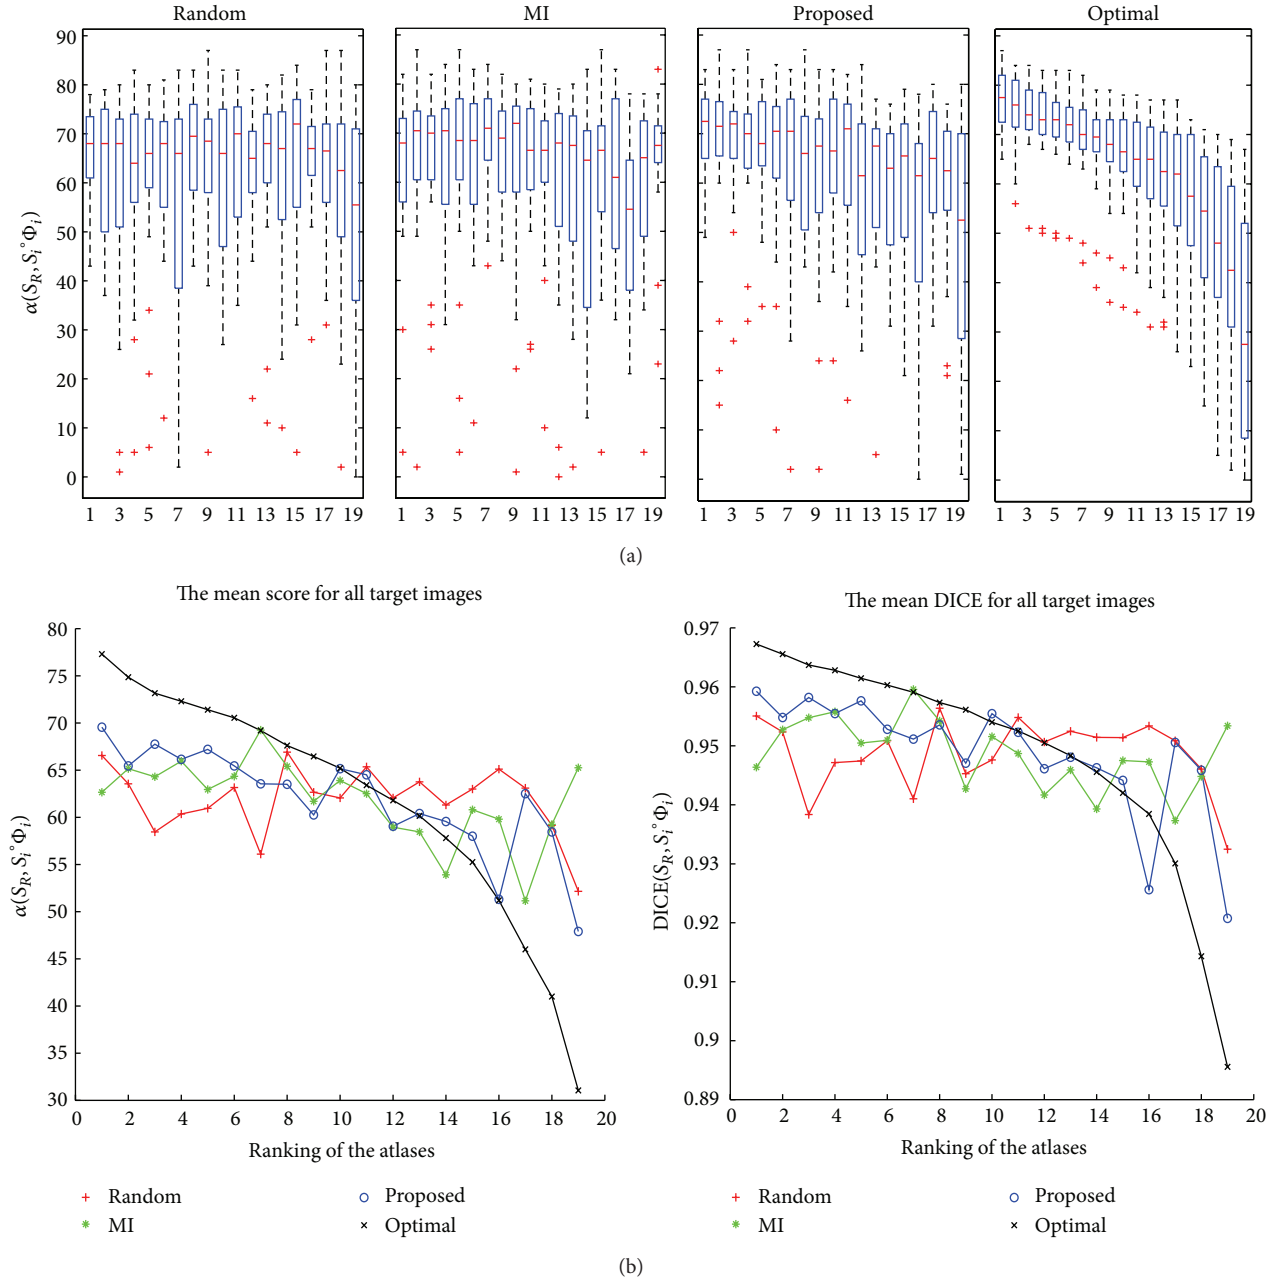 Random MI Proposed Optimal
90
80
70
60
50
40
30
20
10
0
α(S_R, S_i°Φ_i)
1 3 5 7 9 11 13 15 17 19 1 3 5 7 9 11 13 15 17 19 1 3 5 7 9 11 13 15 17 19 1 3 5 7 9 11 13 15 17 19
(a)
The mean score for all target images
80
75
70
65
60
55
50
45
40
35
30
α(S_R, S_i°Φ_i)
0 2 4 6 8 10 12 14 16 18 20
Ranking of the atlases
Random Proposed
MI Optimal
The mean DICE for all target images
0.97
0.96
0.95
0.94
0.93
0.92
0.91
0.9
0.89
DICE(S_R, S_i°Φ_i)
0 2 4 6 8 10 12 14 16 18 20
Ranking of the atlases
Random Proposed
MI Optimal
(b)